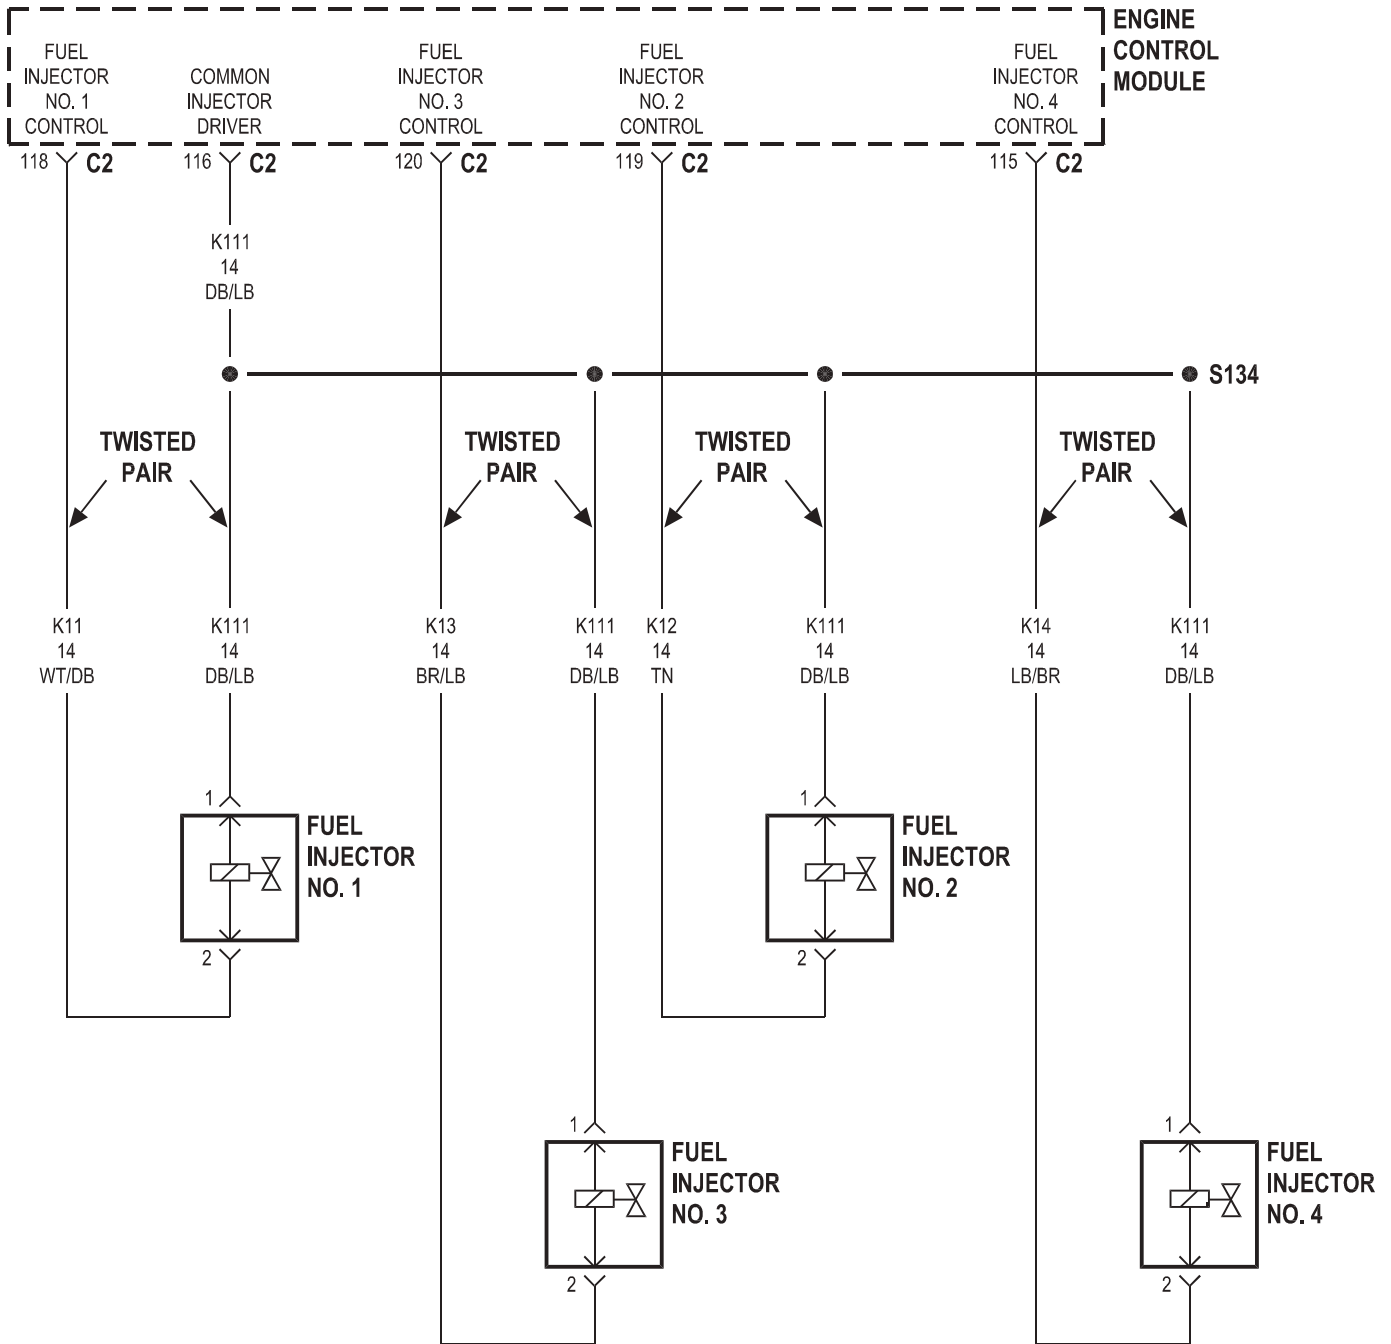 ENGINE
CONTROL
MODULE
FUEL
INJECTOR
NO. 1
CONTROL
COMMON
INJECTOR
DRIVER
FUEL
INJECTOR
NO. 3
CONTROL
FUEL
INJECTOR
NO. 2
CONTROL
FUEL
INJECTOR
NO. 4
CONTROL
118 C2
116 C2
120 C2
119 C2
115 C2
K111
14
DB/LB
S134
TWISTED
PAIR
TWISTED
PAIR
TWISTED
PAIR
TWISTED
PAIR
K11
14
WT/DB
K111
14
DB/LB
K13
14
BR/LB
K111
14
DB/LB
K12
14
TN
K111
14
DB/LB
K14
14
LB/BR
K111
14
DB/LB
1
FUEL
INJECTOR
NO. 1
2
1
FUEL
INJECTOR
NO. 2
2
1
FUEL
INJECTOR
NO. 3
2
1
FUEL
INJECTOR
NO. 4
2